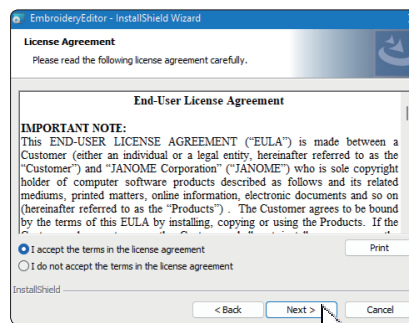 EmbroideryEditor - InstallShield Wizard
License Agreement
Please read the following license agreement carefully.
End-User License Agreement
IMPORTANT NOTE:
This END-USER LICENSE AGREEMENT (“EULA”) is made between a
Customer (either an individual or a legal entity, hereinafter referred to as the
“Customer”) and “JANOME Corporation” (“JANOME”) who is sole copyright
holder of computer software products described as follows and its related
mediums, printed matters, online information, electronic documents and so on
(hereinafter referred to as the “Products”) . The Customer agrees to be bound
by the terms of this EULA by installing, copying or using the Products. If the
I accept the terms in the license agreement
Print
I do not accept the terms in the license agreement
InstallShield
< Back
Next >
Cancel